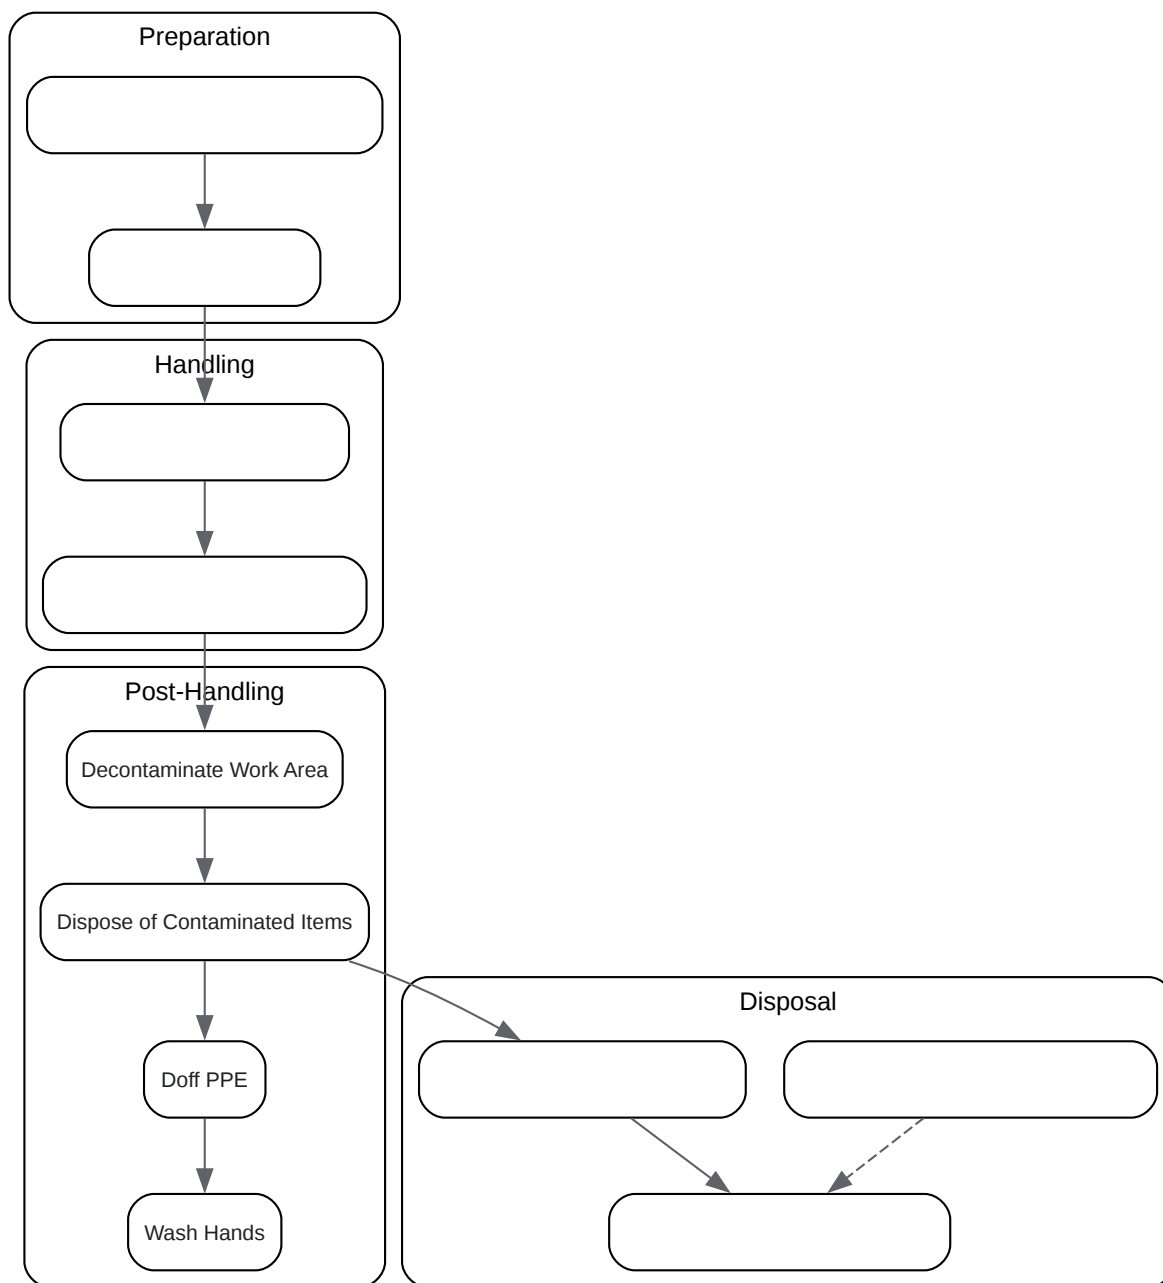 Preparation
Handling
Post-Handling
Decontaminate Work Area
Dispose of Contaminated Items
Disposal
Doff PPE
Wash Hands